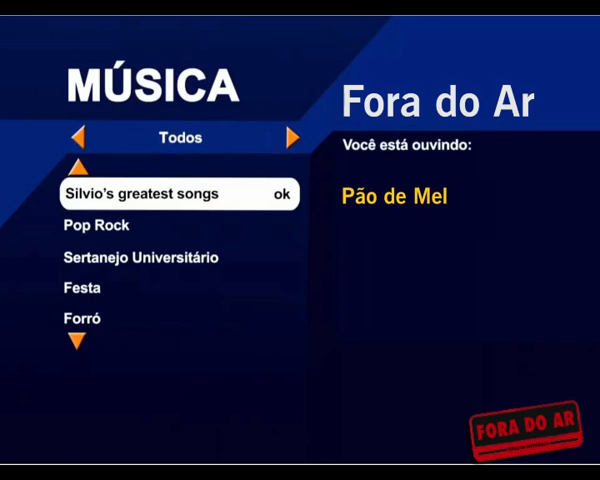 MÚSICA
Todos
Silvio's greatest songs ok
Pop Rock
Sertanejo Universitário
Festa
Forró
Fora do Ar
Você está ouvindo:
Pão de Mel
FORA DO AR